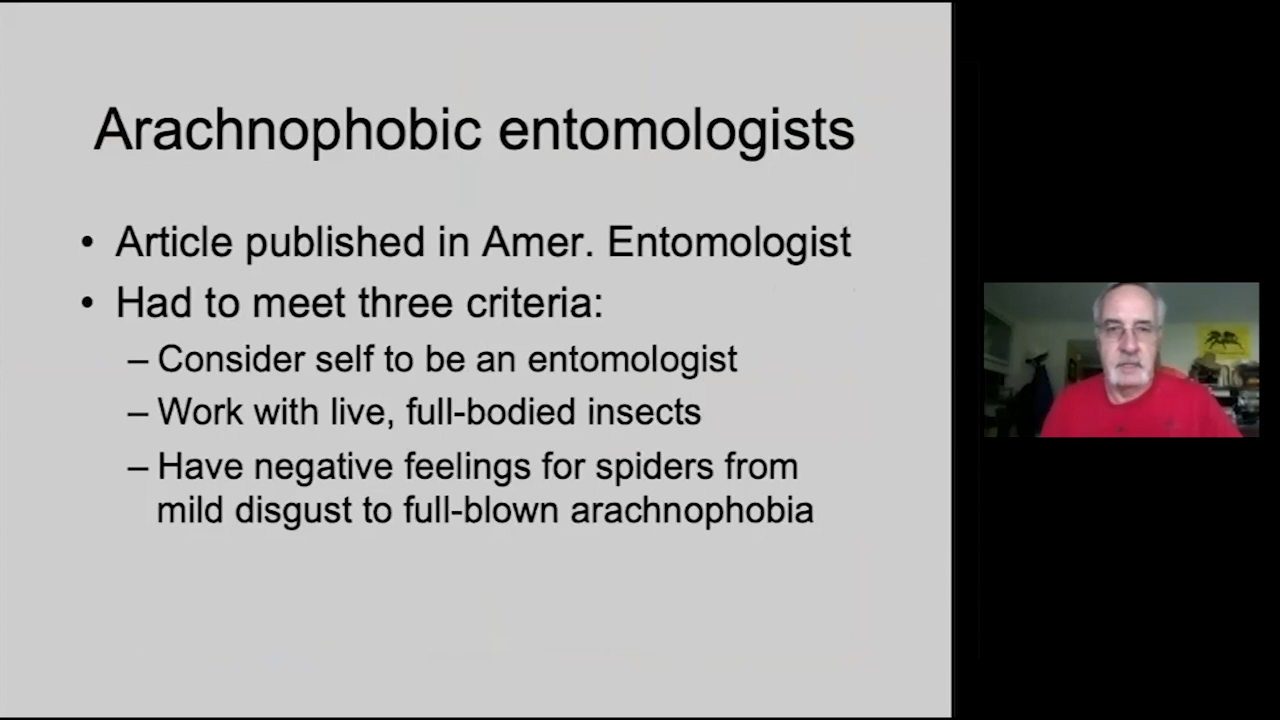 Arachnophobic entomologists
• Article published in Amer. Entomologist
• Had to meet three criteria:
– Consider self to be an entomologist
– Work with live, full-bodied insects
– Have negative feelings for spiders from
mild disgust to full-blown arachnophobia